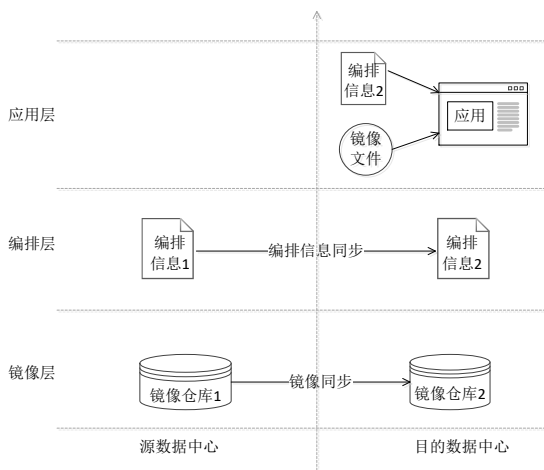 编排
信息2
应用层
应用
镜像
文件
编排层
编排
信息1
编排信息同步
编排
信息2
镜像层
镜像仓库1
镜像同步
镜像仓库2
源数据中心
目的数据中心